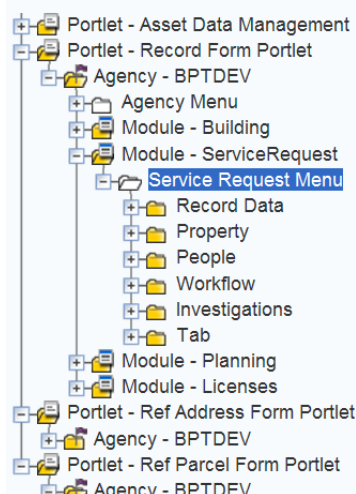 Portlet - Asset Data Management
Portlet - Record Form Portlet
Agency - BPTDEV
Agency Menu
Module - Building
Module - ServiceRequest
Service Request Menu
Record Data
Property
People
Workflow
Investigations
Tab
Module - Planning
Module - Licenses
Portlet - Ref Address Form Portlet
Agency - BPTDEV
Portlet - Ref Parcel Form Portlet
Agency - BPTDEV